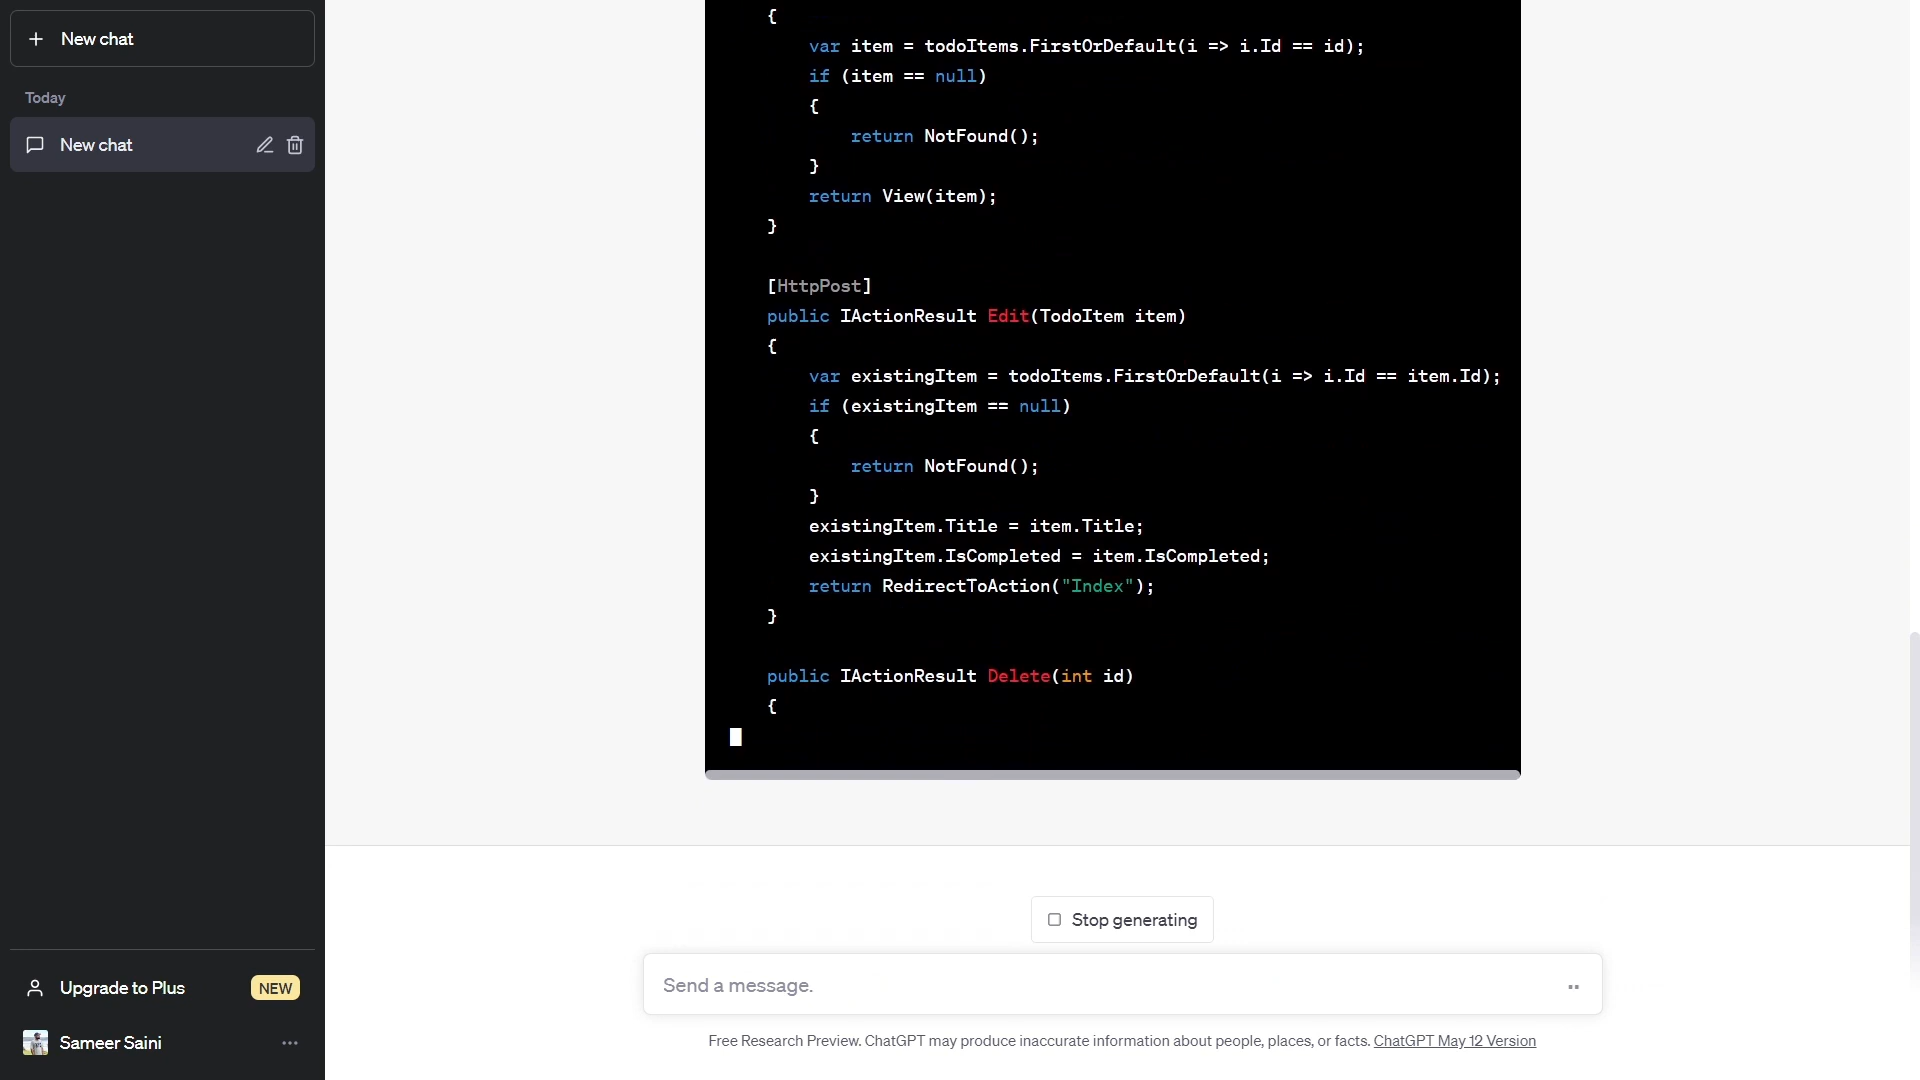 New chat
Today
New chat
{
var item = todoItems.FirstOrDefault(i => i.Id == id);
if (item == null)
{
return NotFound();
}
return View(item);
}
[HttpPost]
public IActionResult Edit(TodoItem item)
{
var existingItem = todoItems.FirstOrDefault(i => i.Id == item.Id);
if (existingItem == null)
{
return NotFound();
}
existingItem.Title = item.Title;
existingItem.IsCompleted = item.IsCompleted;
return RedirectToAction("Index");
}
public IActionResult Delete(int id)
{
Stop generating
Send a message.
Free Research Preview. ChatGPT may produce inaccurate information about people, places, or facts. ChatGPT May 12 Version
Upgrade to Plus NEW
Sameer Saini